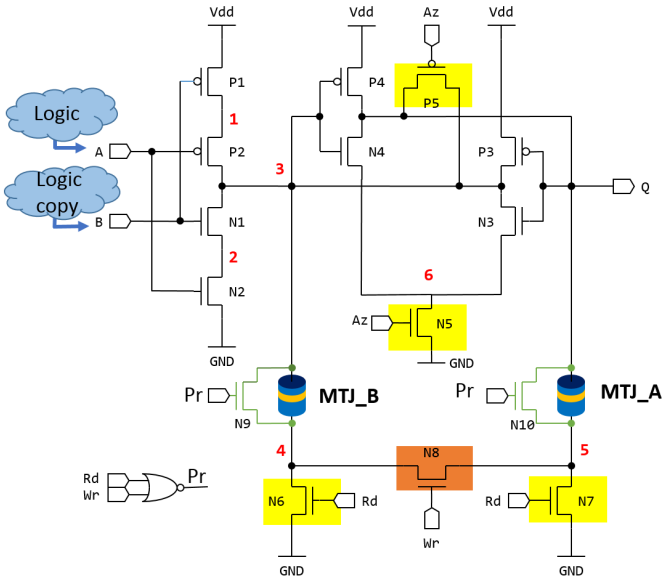 Vdd
Vdd
Az
Vdd
P1
P4
P5
Logic
1
A
P2
3
N4
P3
Q
Logic
copy
B
N1
N3
2
6
N2
Az
N5
GND
GND
Pr
MTJ_B
Pr
MTJ_A
N9
N10
4
N8
5
Rd
Wr
Pr
N6
Rd
Rd
N7
Wr
GND
GND